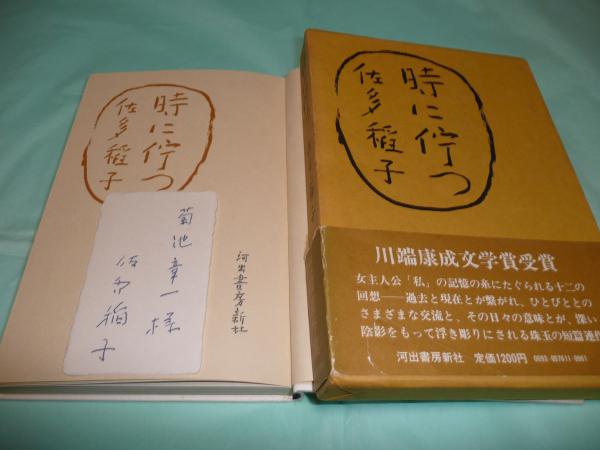 時に佇つ
佐多稲子
菊池章一様
佐多稲子
河出書房新社
時に佇つ
佐多稲子
川端康成文学賞受賞
女主人公「私」の記憶の糸にたぐられる十二の
回想——過去と現在とが繋がれ、ひとびととの
さまざまな交流と、その日々の意味とが、深い
陰影をもって浮き彫りにされる珠玉の短篇連作
河出書房新社 定価1200円 0093-007611-0961